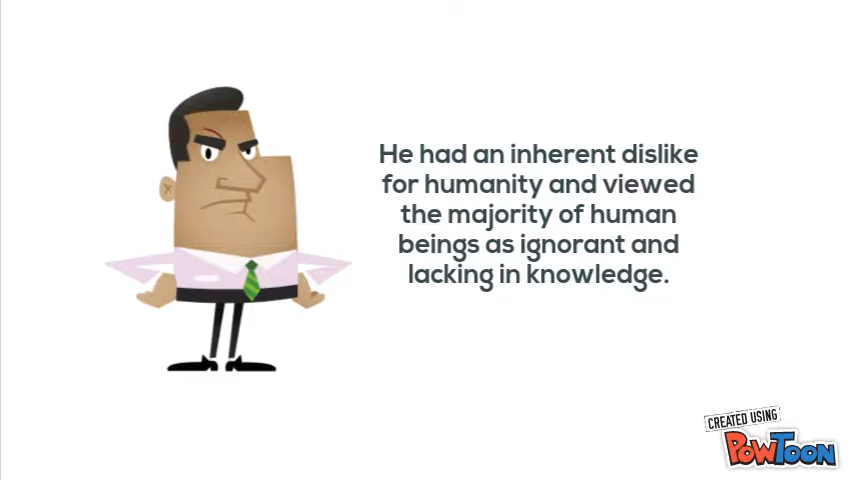 He had an inherent dislike
for humanity and viewed
the majority of human
beings as ignorant and
lacking in knowledge.
CREATED USING
POWTOON